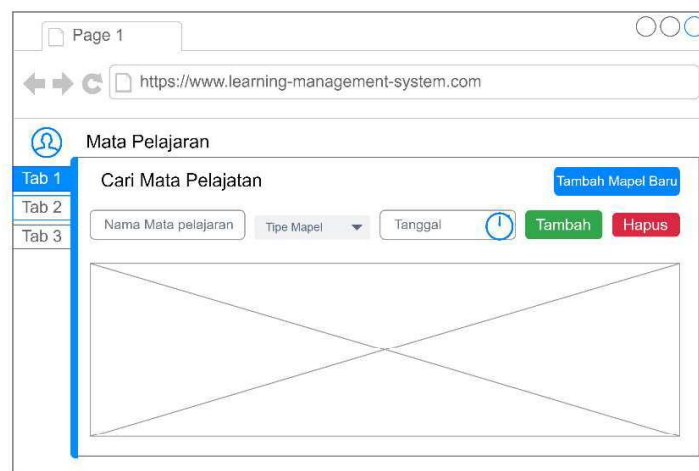 Page 1
https://www.learning-management-system.com
Mata Pelajaran
Tab 1
Cari Mata Pelajatan
Tambah Mapel Baru
Tab 2
Nama Mata pelajaran
Tipe Mapel
Tanggal
Tambah
Hapus
Tab 3